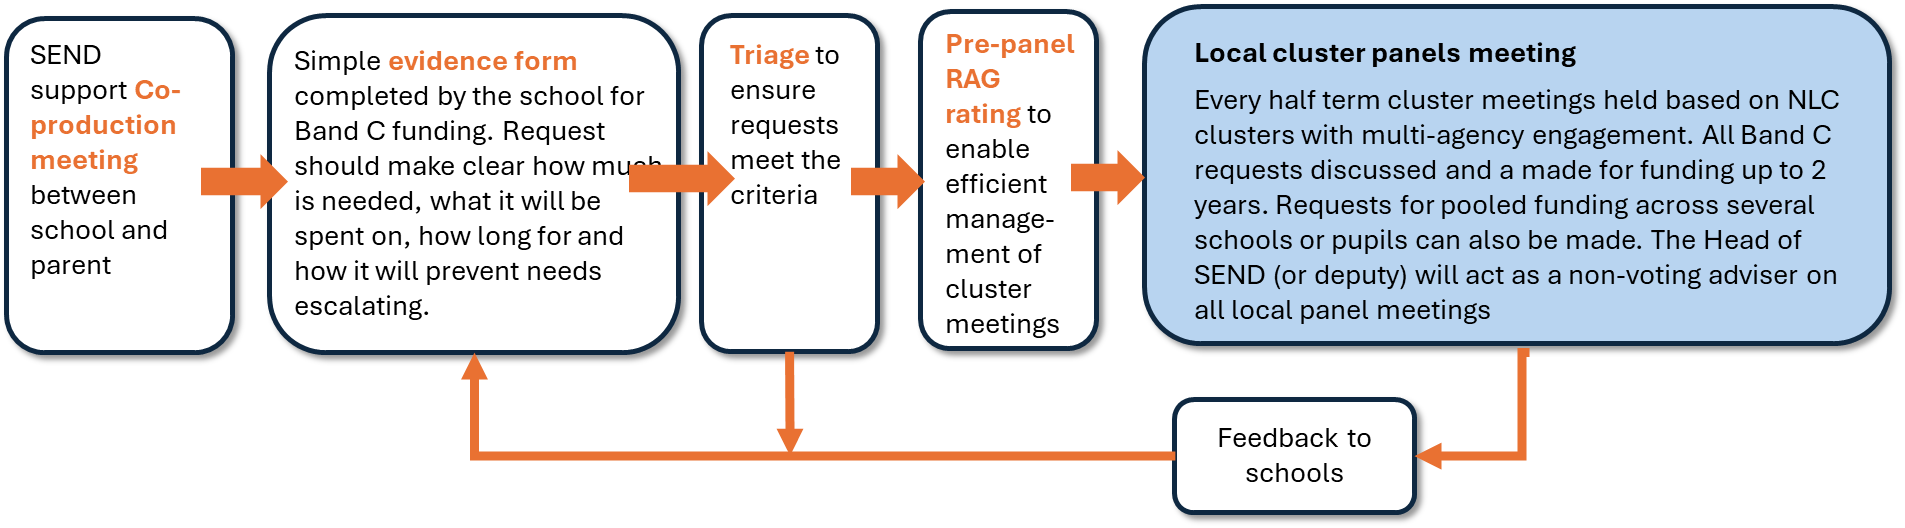 SEND
support Co-
production
meeting
between
school and
parent
Simple evidence form
completed by the school for
Band C funding. Request
should make clear how much
is needed, what it will be
spent on, how long for and
how it will prevent needs
escalating.
Triage to
ensure
requests
meet the
criteria
Pre-panel
RAG
rating to
enable
efficient
manage-
ment of
cluster
meetings
Local cluster panels meeting
Every half term cluster meetings held based on NLC
clusters with multi-agency engagement. All Band C
requests discussed and a made for funding up to 2
years. Requests for pooled funding across several
schools or pupils can also be made. The Head of
SEND (or deputy) will act as a non-voting adviser on
all local panel meetings
Feedback to
schools